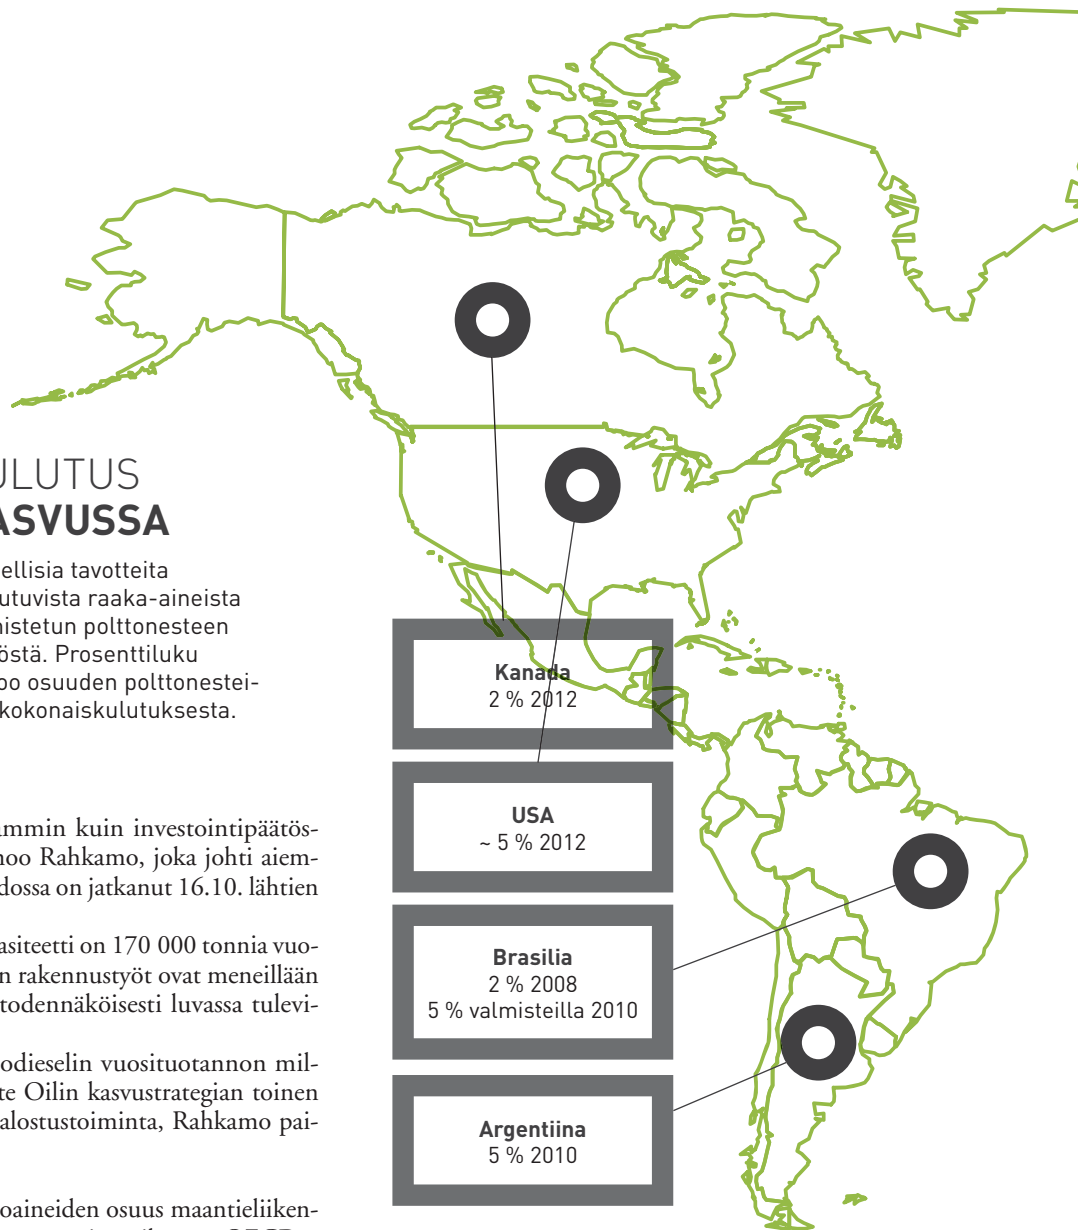 ULUTUS
ASVUSSA
ellisia tavotteita
utuvista raaka-aineista
nistetun polttonesteen
östä. Prosenttiluku
oo osuuden polttonestei-
kokonaiskulutuksesta.
ammin kuin investointipäätös-
noo Rahkamo, joka johti aiem-
dossa on jatkanut 16.10. lähtien
asiteetti on 170 000 tonnia vuo-
n rakennustyöt ovat meneillään
todennäköisesti luvassa tulevi-
odieselin vuosituotannon mil-
te Oilin kasvustrategian toinen
alostustoiminta, Rahkamo pai-
oaineiden osuus maantieliiken-
Kanada
2 % 2012
USA
~ 5 % 2012
Brasilia
2 % 2008
5 % valmisteilla 2010
Argentiina
5 % 2010